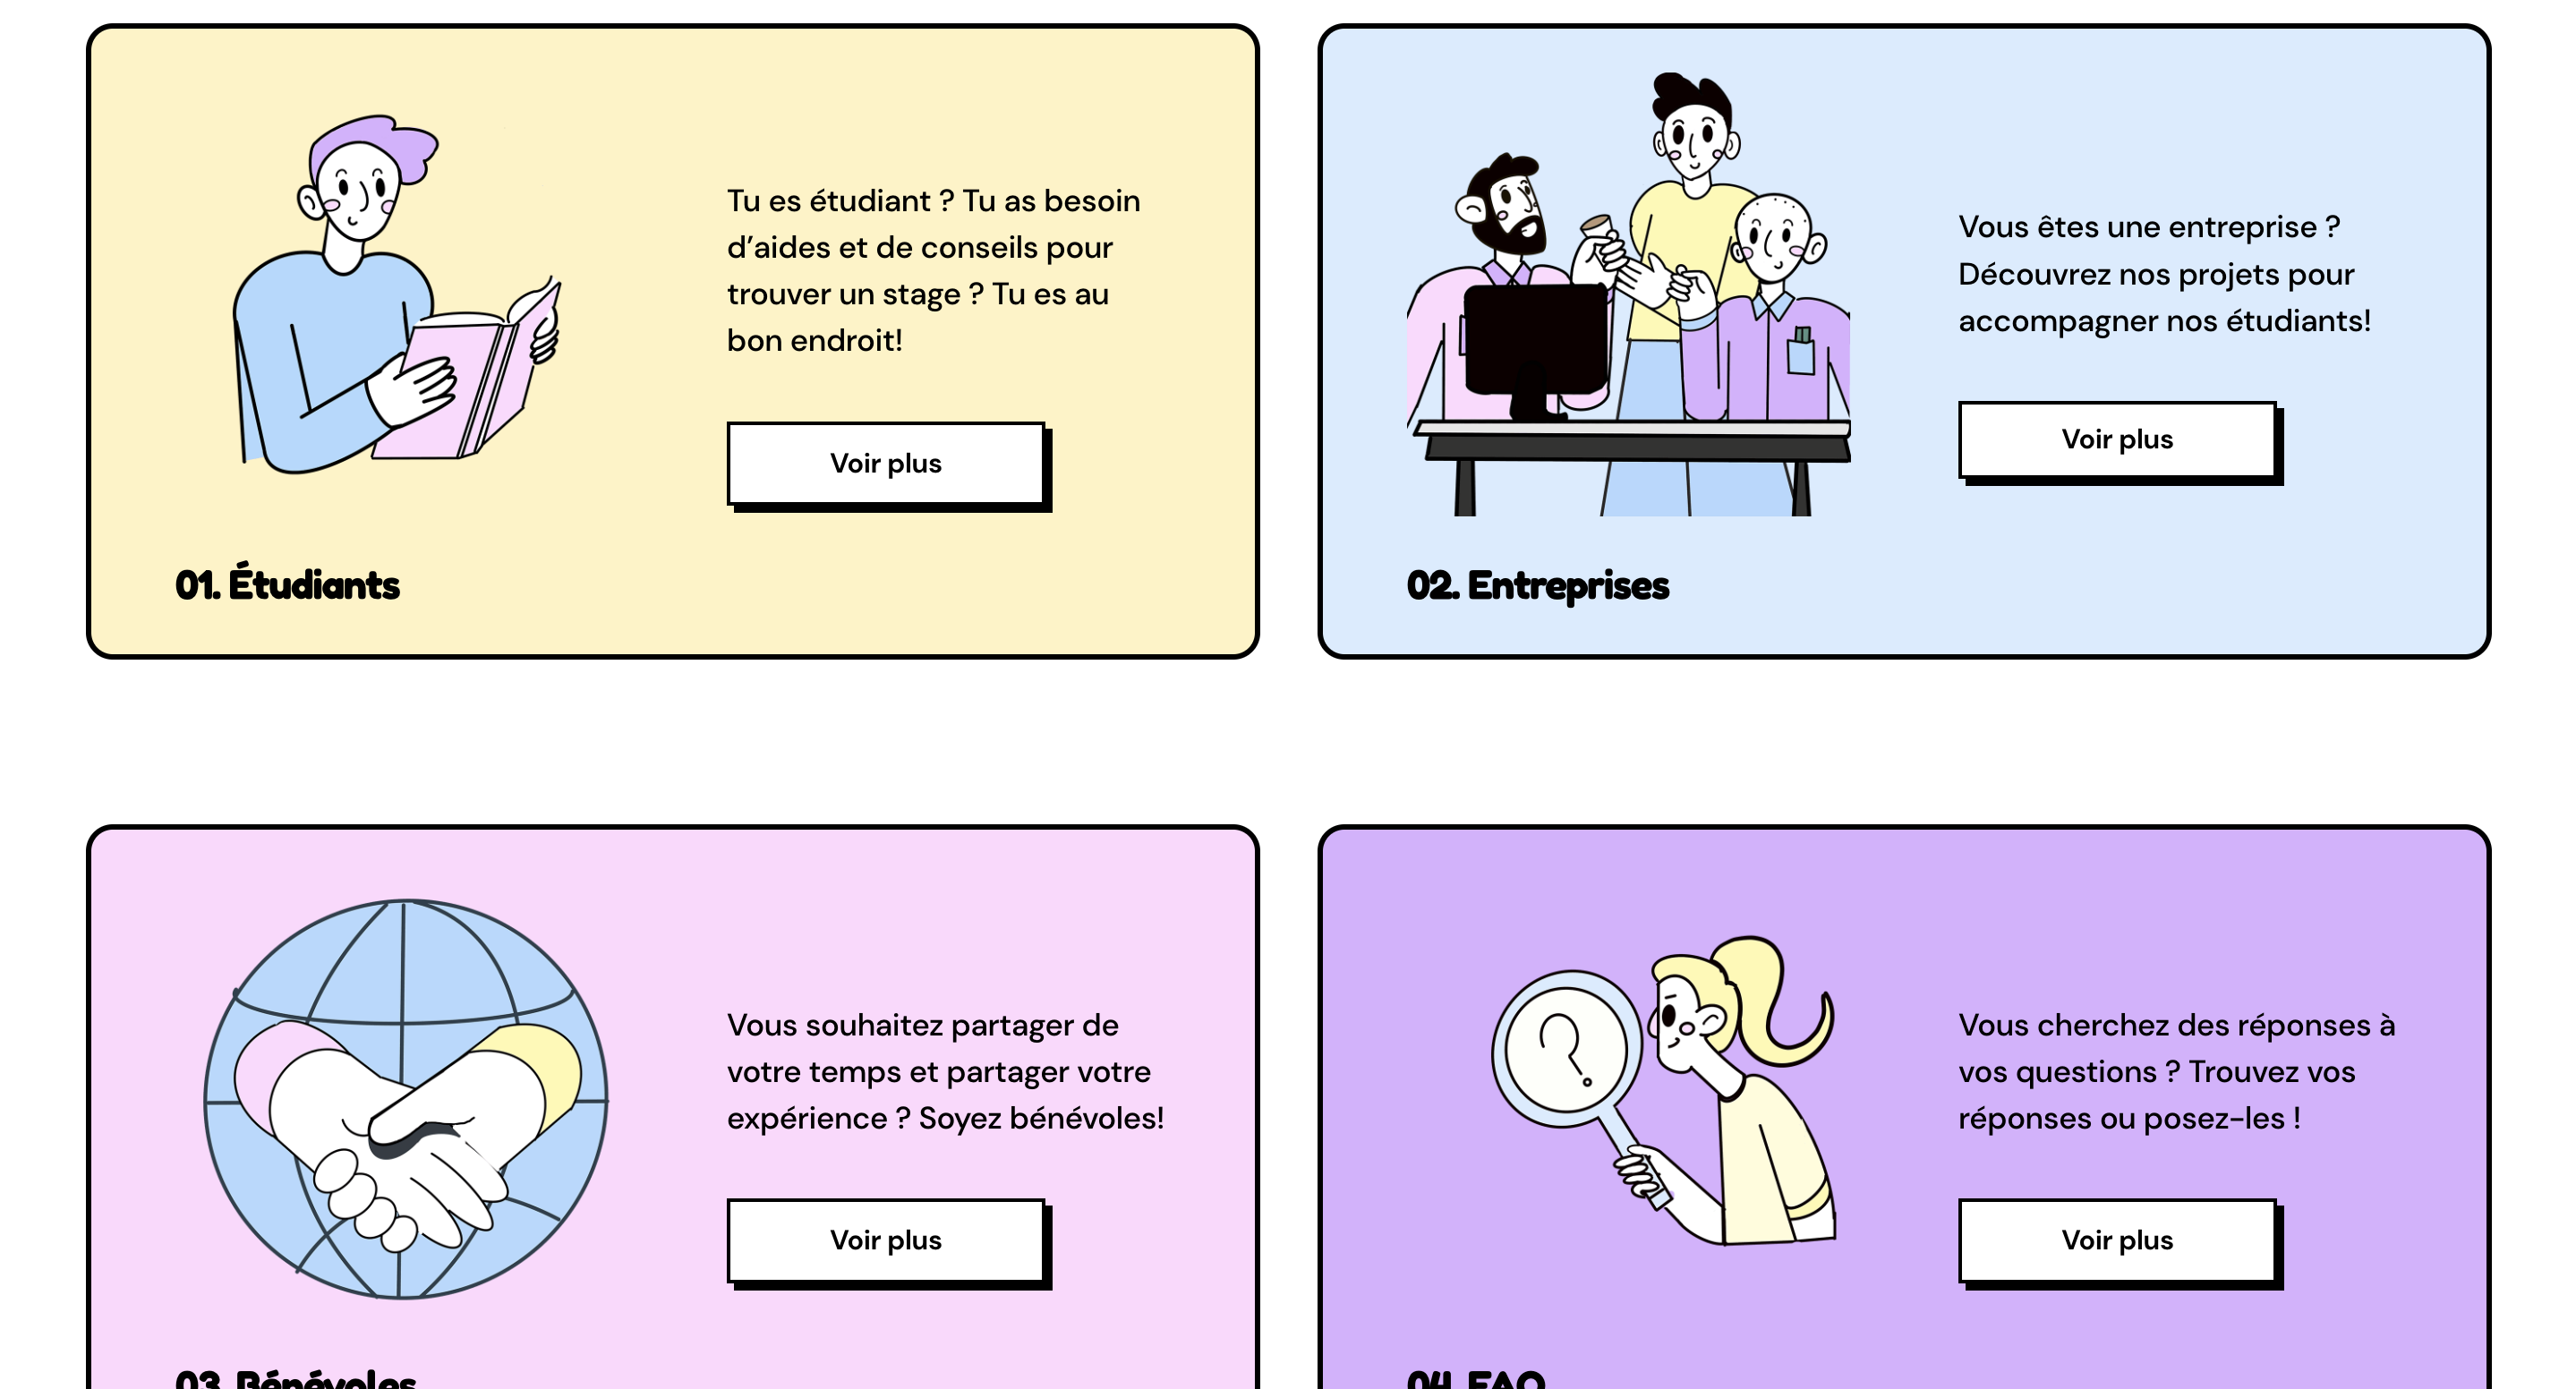 Tu es étudiant ? Tu as besoin
d’aides et de conseils pour
trouver un stage ? Tu es au
bon endroit!
Voir plus
01. Étudiants
Vous êtes une entreprise ?
Découvrez nos projets pour
accompagner nos étudiants!
Voir plus
02. Entreprises
Vous souhaitez partager de
votre temps et partager votre
expérience ? Soyez bénévoles!
Voir plus
03. Bénévoles
?
Vous cherchez des réponses à
vos questions ? Trouvez vos
réponses ou posez-les !
Voir plus
04. FAQ